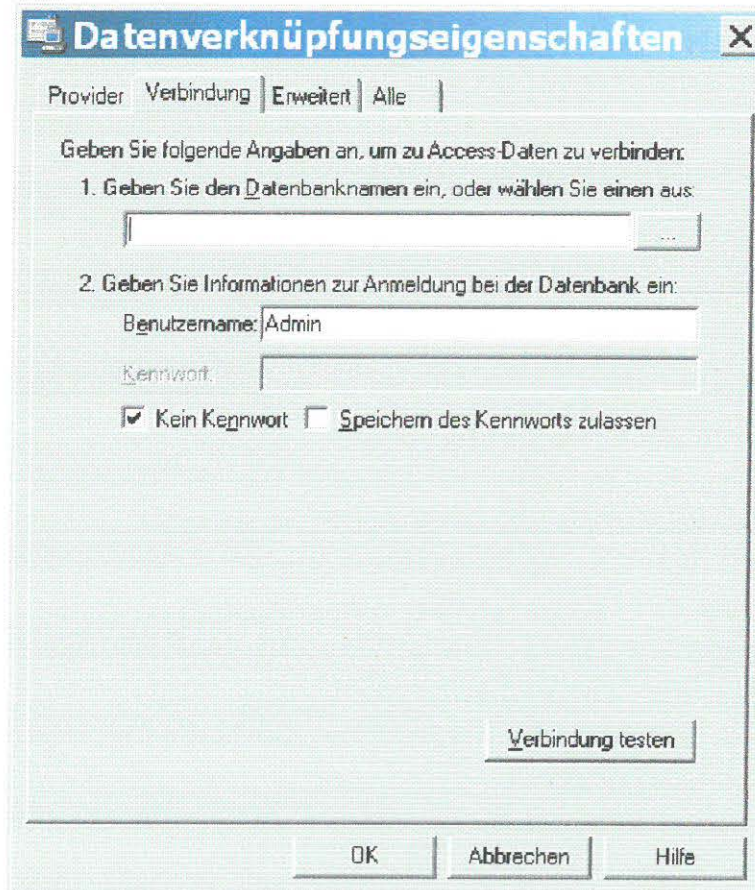 Datenverknüpfungseigenschaften
Provider Verbindung Erweitert Alle
Geben Sie folgende Angaben an, um zu Access-Daten zu verbinden:
1. Geben Sie den Datenbanknamen ein, oder wählen Sie einen aus:
...
2. Geben Sie Informationen zur Anmeldung bei der Datenbank ein:
Benutzername: Admin
Kennwort:
Kein Kennwort Speichern des Kennworts zulassen
Verbindung testen
OK Abbrechen Hilfe